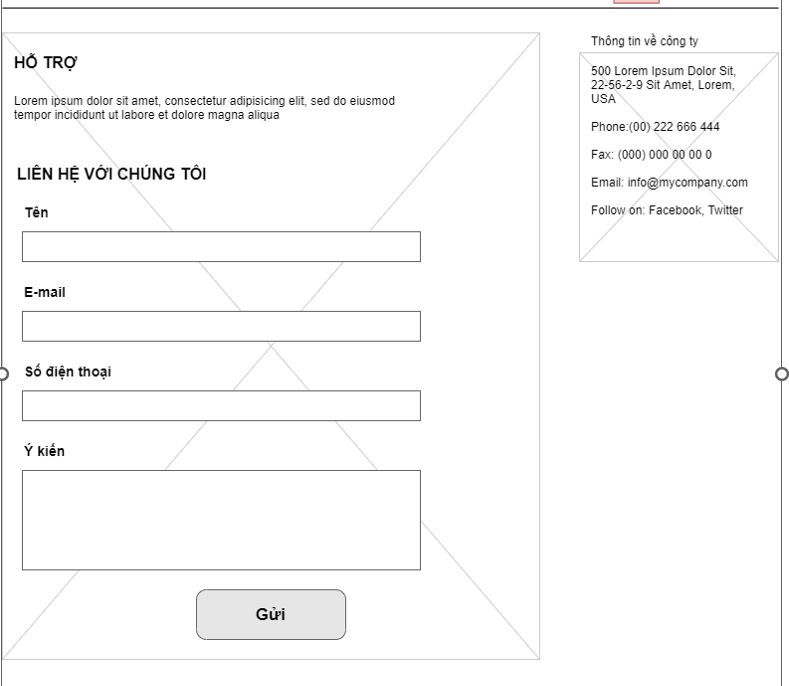 HỖ TRỢ
Lorem ipsum dolor sit amet, consectetur adipisicing elit, sed do eiusmod
tempor incididunt ut labore et dolore magna aliqua
LIÊN HỆ VỚI CHÚNG TÔI
Tên
E-mail
Số điện thoại
Ý kiến
Gửi
Thông tin về công ty
500 Lorem Ipsum Dolor Sit,
22-56-2-9 Sit Amet, Lorem,
USA
Phone:(00) 222 666 444
Fax: (000) 000 00 00 0
Email: info@mycompany.com
Follow on: Facebook, Twitter